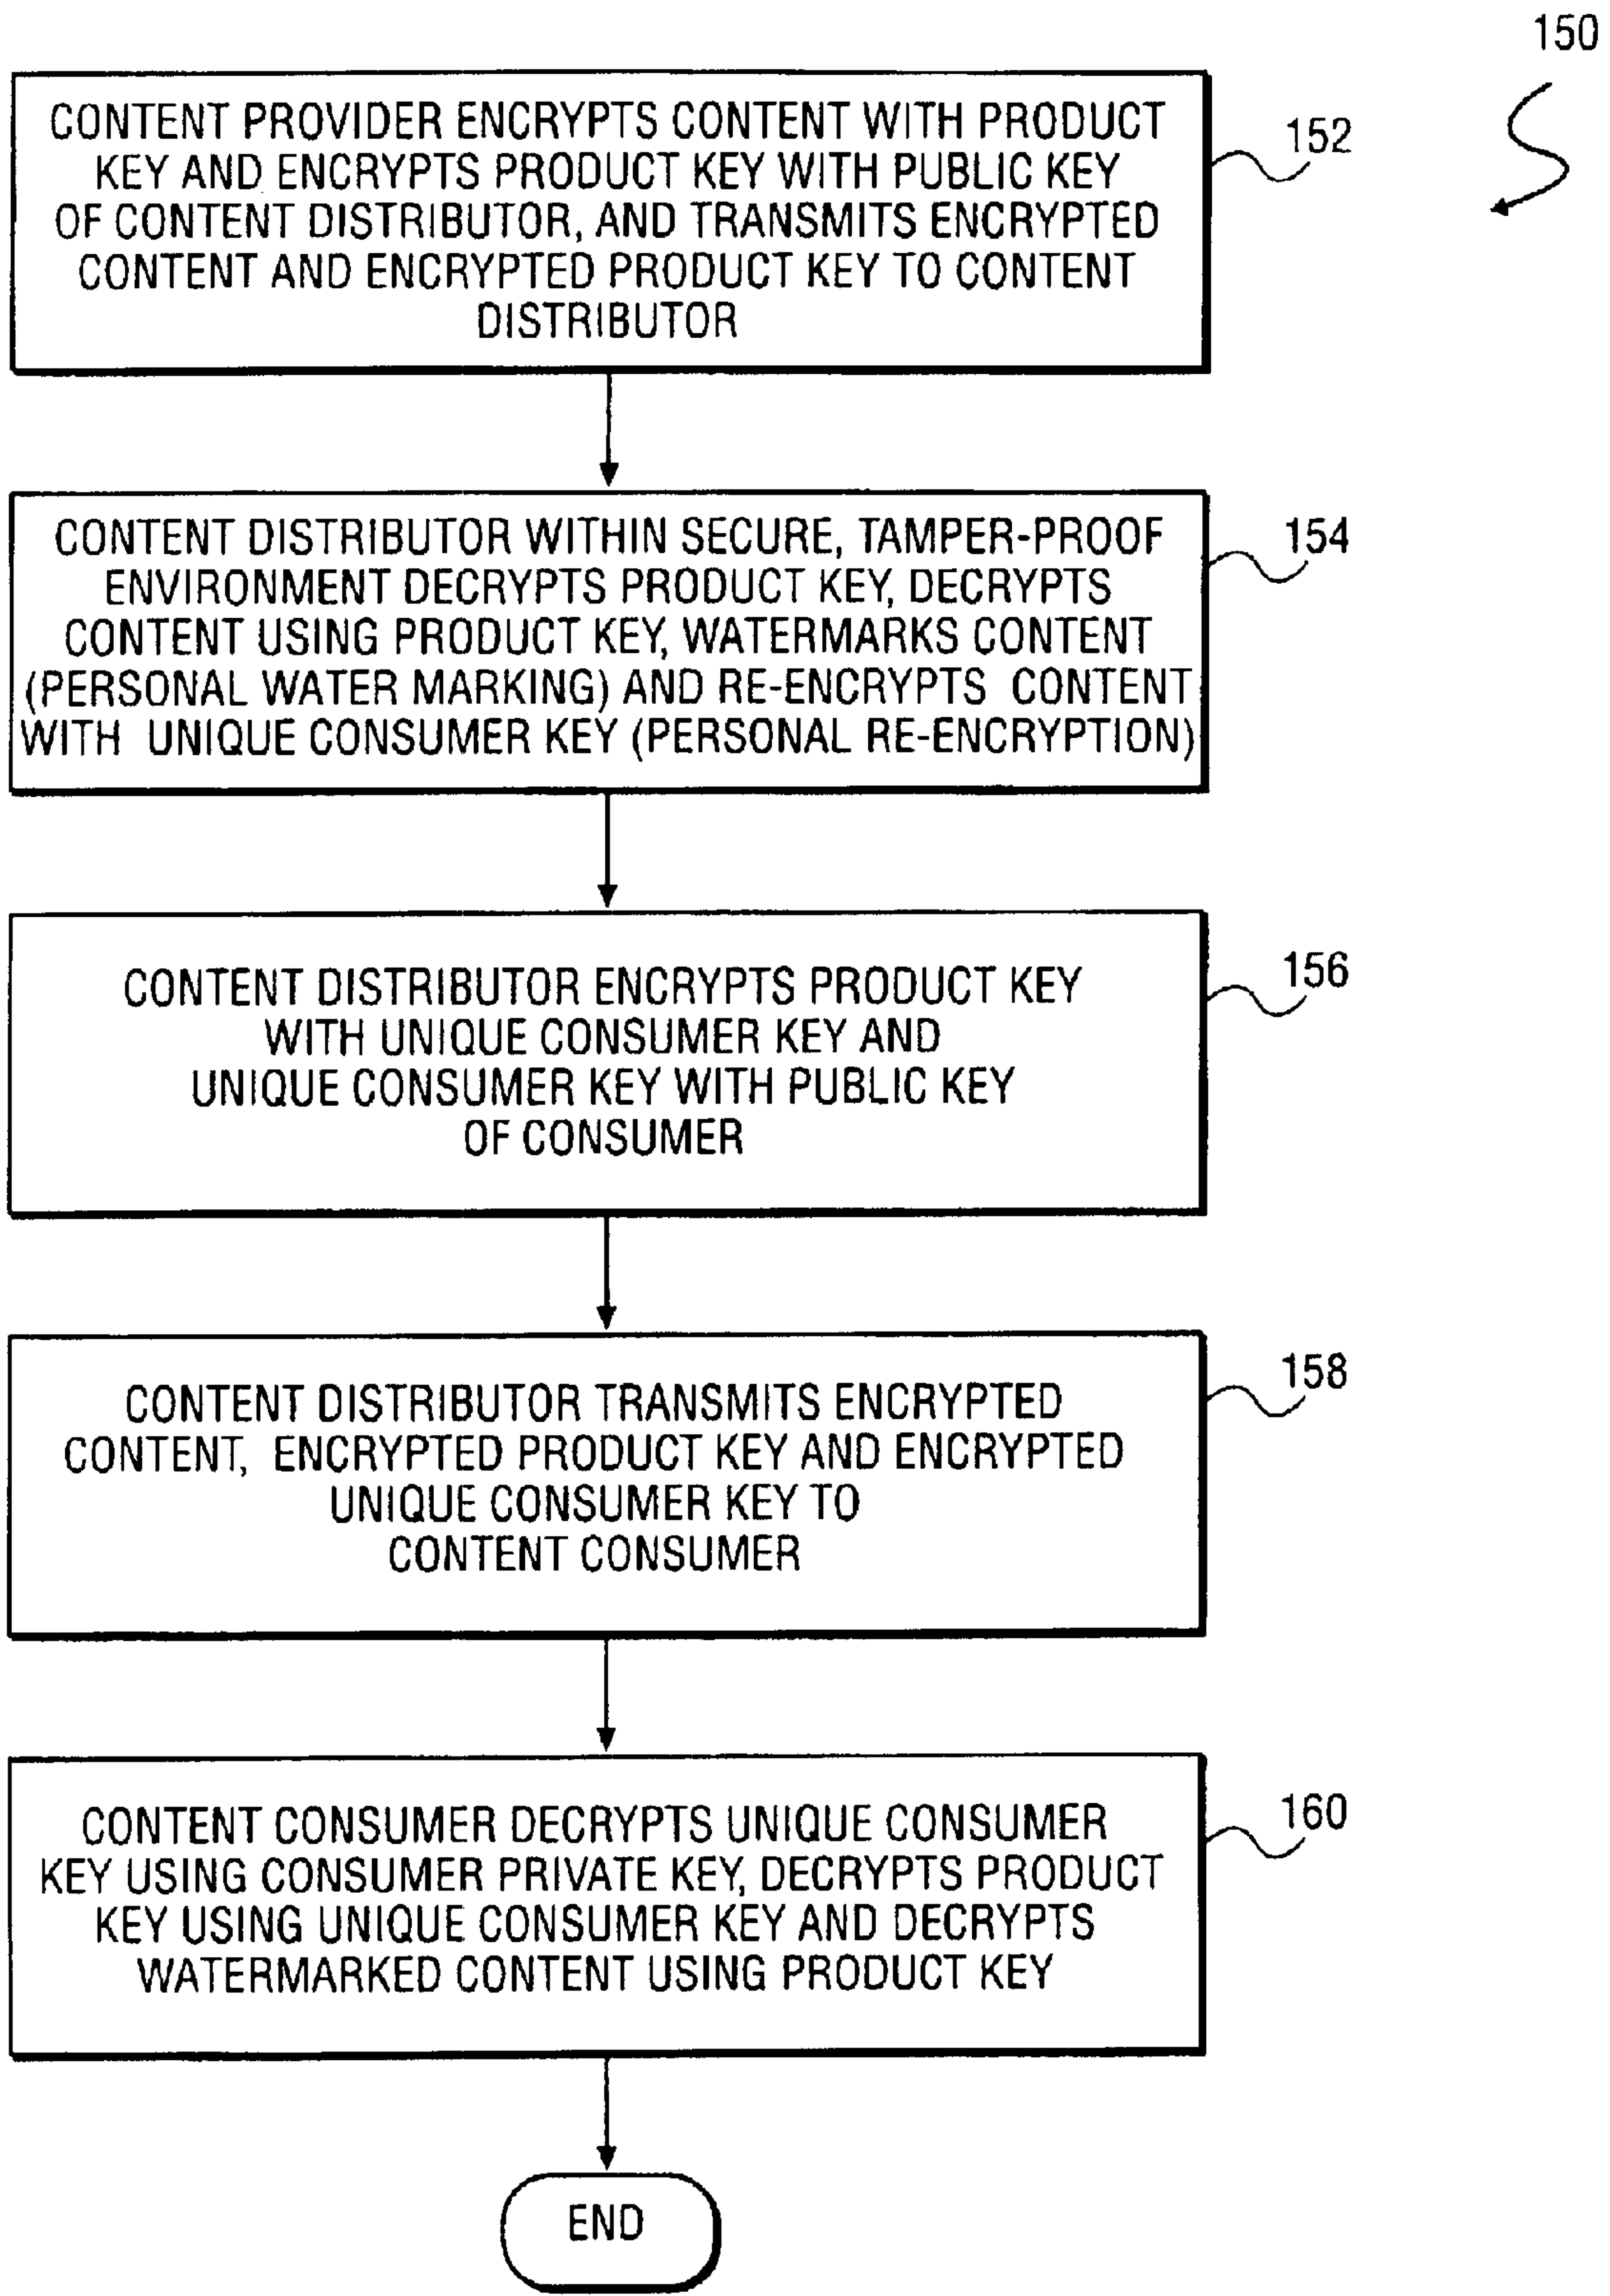 150
CONTENT PROVIDER ENCRYPTS CONTENT WITH PRODUCT
KEY AND ENCRYPTS PRODUCT KEY WITH PUBLIC KEY
OF CONTENT DISTRIBUTOR, AND TRANSMITS ENCRYPTED
CONTENT AND ENCRYPTED PRODUCT KEY TO CONTENT
DISTRIBUTOR
152
CONTENT DISTRIBUTOR WITHIN SECURE, TAMPER-PROOF
ENVIRONMENT DECRYPTS PRODUCT KEY, DECRYPTS
CONTENT USING PRODUCT KEY, WATERMARKS CONTENT
(PERSONAL WATER MARKING) AND RE-ENCRYPTS CONTENT
WITH UNIQUE CONSUMER KEY (PERSONAL RE-ENCRYPTION)
154
CONTENT DISTRIBUTOR ENCRYPTS PRODUCT KEY
WITH UNIQUE CONSUMER KEY AND
UNIQUE CONSUMER KEY WITH PUBLIC KEY
OF CONSUMER
156
CONTENT DISTRIBUTOR TRANSMITS ENCRYPTED
CONTENT, ENCRYPTED PRODUCT KEY AND ENCRYPTED
UNIQUE CONSUMER KEY TO
CONTENT CONSUMER
158
CONTENT CONSUMER DECRYPTS UNIQUE CONSUMER
KEY USING CONSUMER PRIVATE KEY, DECRYPTS PRODUCT
KEY USING UNIQUE CONSUMER KEY AND DECRYPTS
WATERMARKED CONTENT USING PRODUCT KEY
160
END